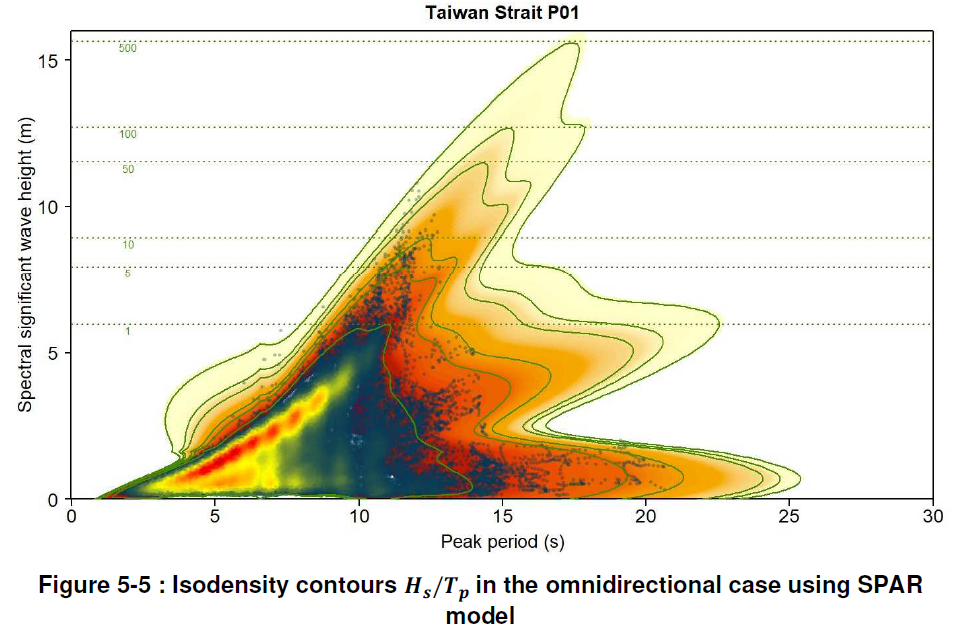 Taiwan Strait P01
Spectral significant wave height (m)
15
10
5
0
500
100
50
10
5
1
0 5 10 15 20 25 30
Peak period (s)
Figure 5-5 : Isodensity contours H_s/T_p in the omnidirectional case using SPAR
model